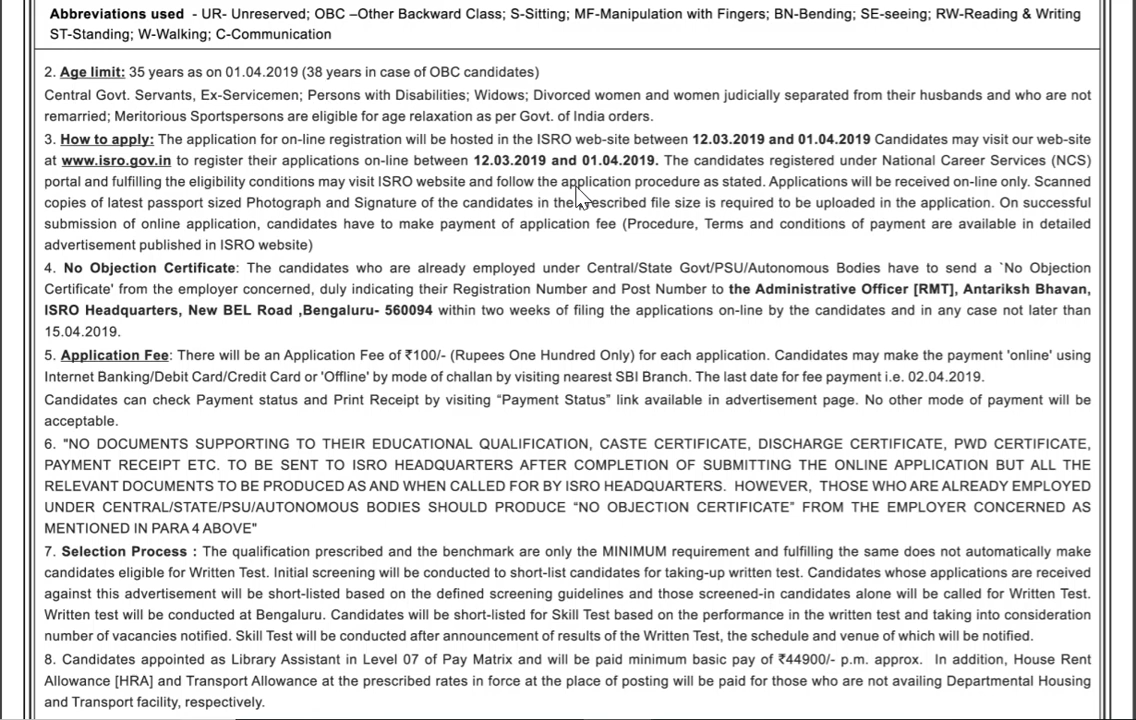 Abbreviations used - UR- Unreserved; OBC –Other Backward Class; S-Sitting; MF-Manipulation with Fingers; BN-Bending; SE-seeing; RW-Reading & Writing
ST-Standing; W-Walking; C-Communication
2. Age limit: 35 years as on 01.04.2019 (38 years in case of OBC candidates)
Central Govt. Servants, Ex-Servicemen; Persons with Disabilities; Widows; Divorced women and women judicially separated from their husbands and who are not
remarried; Meritorious Sportspersons are eligible for age relaxation as per Govt. of India orders.
3. How to apply: The application for on-line registration will be hosted in the ISRO web-site between 12.03.2019 and 01.04.2019 Candidates may visit our web-site
at www.isro.gov.in to register their applications on-line between 12.03.2019 and 01.04.2019. The candidates registered under National Career Services (NCS)
portal and fulfilling the eligibility conditions may visit ISRO website and follow the application procedure as stated. Applications will be received on-line only. Scanned
copies of latest passport sized Photograph and Signature of the candidates in the prescribed file size is required to be uploaded in the application. On successful
submission of online application, candidates have to make payment of application fee (Procedure, Terms and conditions of payment are available in detailed
advertisement published in ISRO website)
4. No Objection Certificate: The candidates who are already employed under Central/State Govt/PSU/Autonomous Bodies have to send a `No Objection
Certificate' from the employer concerned, duly indicating their Registration Number and Post Number to the Administrative Officer [RMT], Antariksh Bhavan,
ISRO Headquarters, New BEL Road ,Bengaluru- 560094 within two weeks of filing the applications on-line by the candidates and in any case not later than
15.04.2019.
5. Application Fee: There will be an Application Fee of ₹100/- (Rupees One Hundred Only) for each application. Candidates may make the payment 'online' using
Internet Banking/Debit Card/Credit Card or 'Offline' by mode of challan by visiting nearest SBI Branch. The last date for fee payment i.e. 02.04.2019.
Candidates can check Payment status and Print Receipt by visiting “Payment Status” link available in advertisement page. No other mode of payment will be
acceptable.
6. "NO DOCUMENTS SUPPORTING TO THEIR EDUCATIONAL QUALIFICATION, CASTE CERTIFICATE, DISCHARGE CERTIFICATE, PWD CERTIFICATE,
PAYMENT RECEIPT ETC. TO BE SENT TO ISRO HEADQUARTERS AFTER COMPLETION OF SUBMITTING THE ONLINE APPLICATION BUT ALL THE
RELEVANT DOCUMENTS TO BE PRODUCED AS AND WHEN CALLED FOR BY ISRO HEADQUARTERS. HOWEVER, THOSE WHO ARE ALREADY EMPLOYED
UNDER CENTRAL/STATE/PSU/AUTONOMOUS BODIES SHOULD PRODUCE “NO OBJECTION CERTIFICATE” FROM THE EMPLOYER CONCERNED AS
MENTIONED IN PARA 4 ABOVE"
7. Selection Process : The qualification prescribed and the benchmark are only the MINIMUM requirement and fulfilling the same does not automatically make
candidates eligible for Written Test. Initial screening will be conducted to short-list candidates for taking-up written test. Candidates whose applications are received
against this advertisement will be short-listed based on the defined screening guidelines and those screened-in candidates alone will be called for Written Test.
Written test will be conducted at Bengaluru. Candidates will be short-listed for Skill Test based on the performance in the written test and taking into consideration
number of vacancies notified. Skill Test will be conducted after announcement of results of the Written Test, the schedule and venue of which will be notified.
8. Candidates appointed as Library Assistant in Level 07 of Pay Matrix and will be paid minimum basic pay of ₹44900/- p.m. approx. In addition, House Rent
Allowance [HRA] and Transport Allowance at the prescribed rates in force at the place of posting will be paid for those who are not availing Departmental Housing
and Transport facility, respectively.